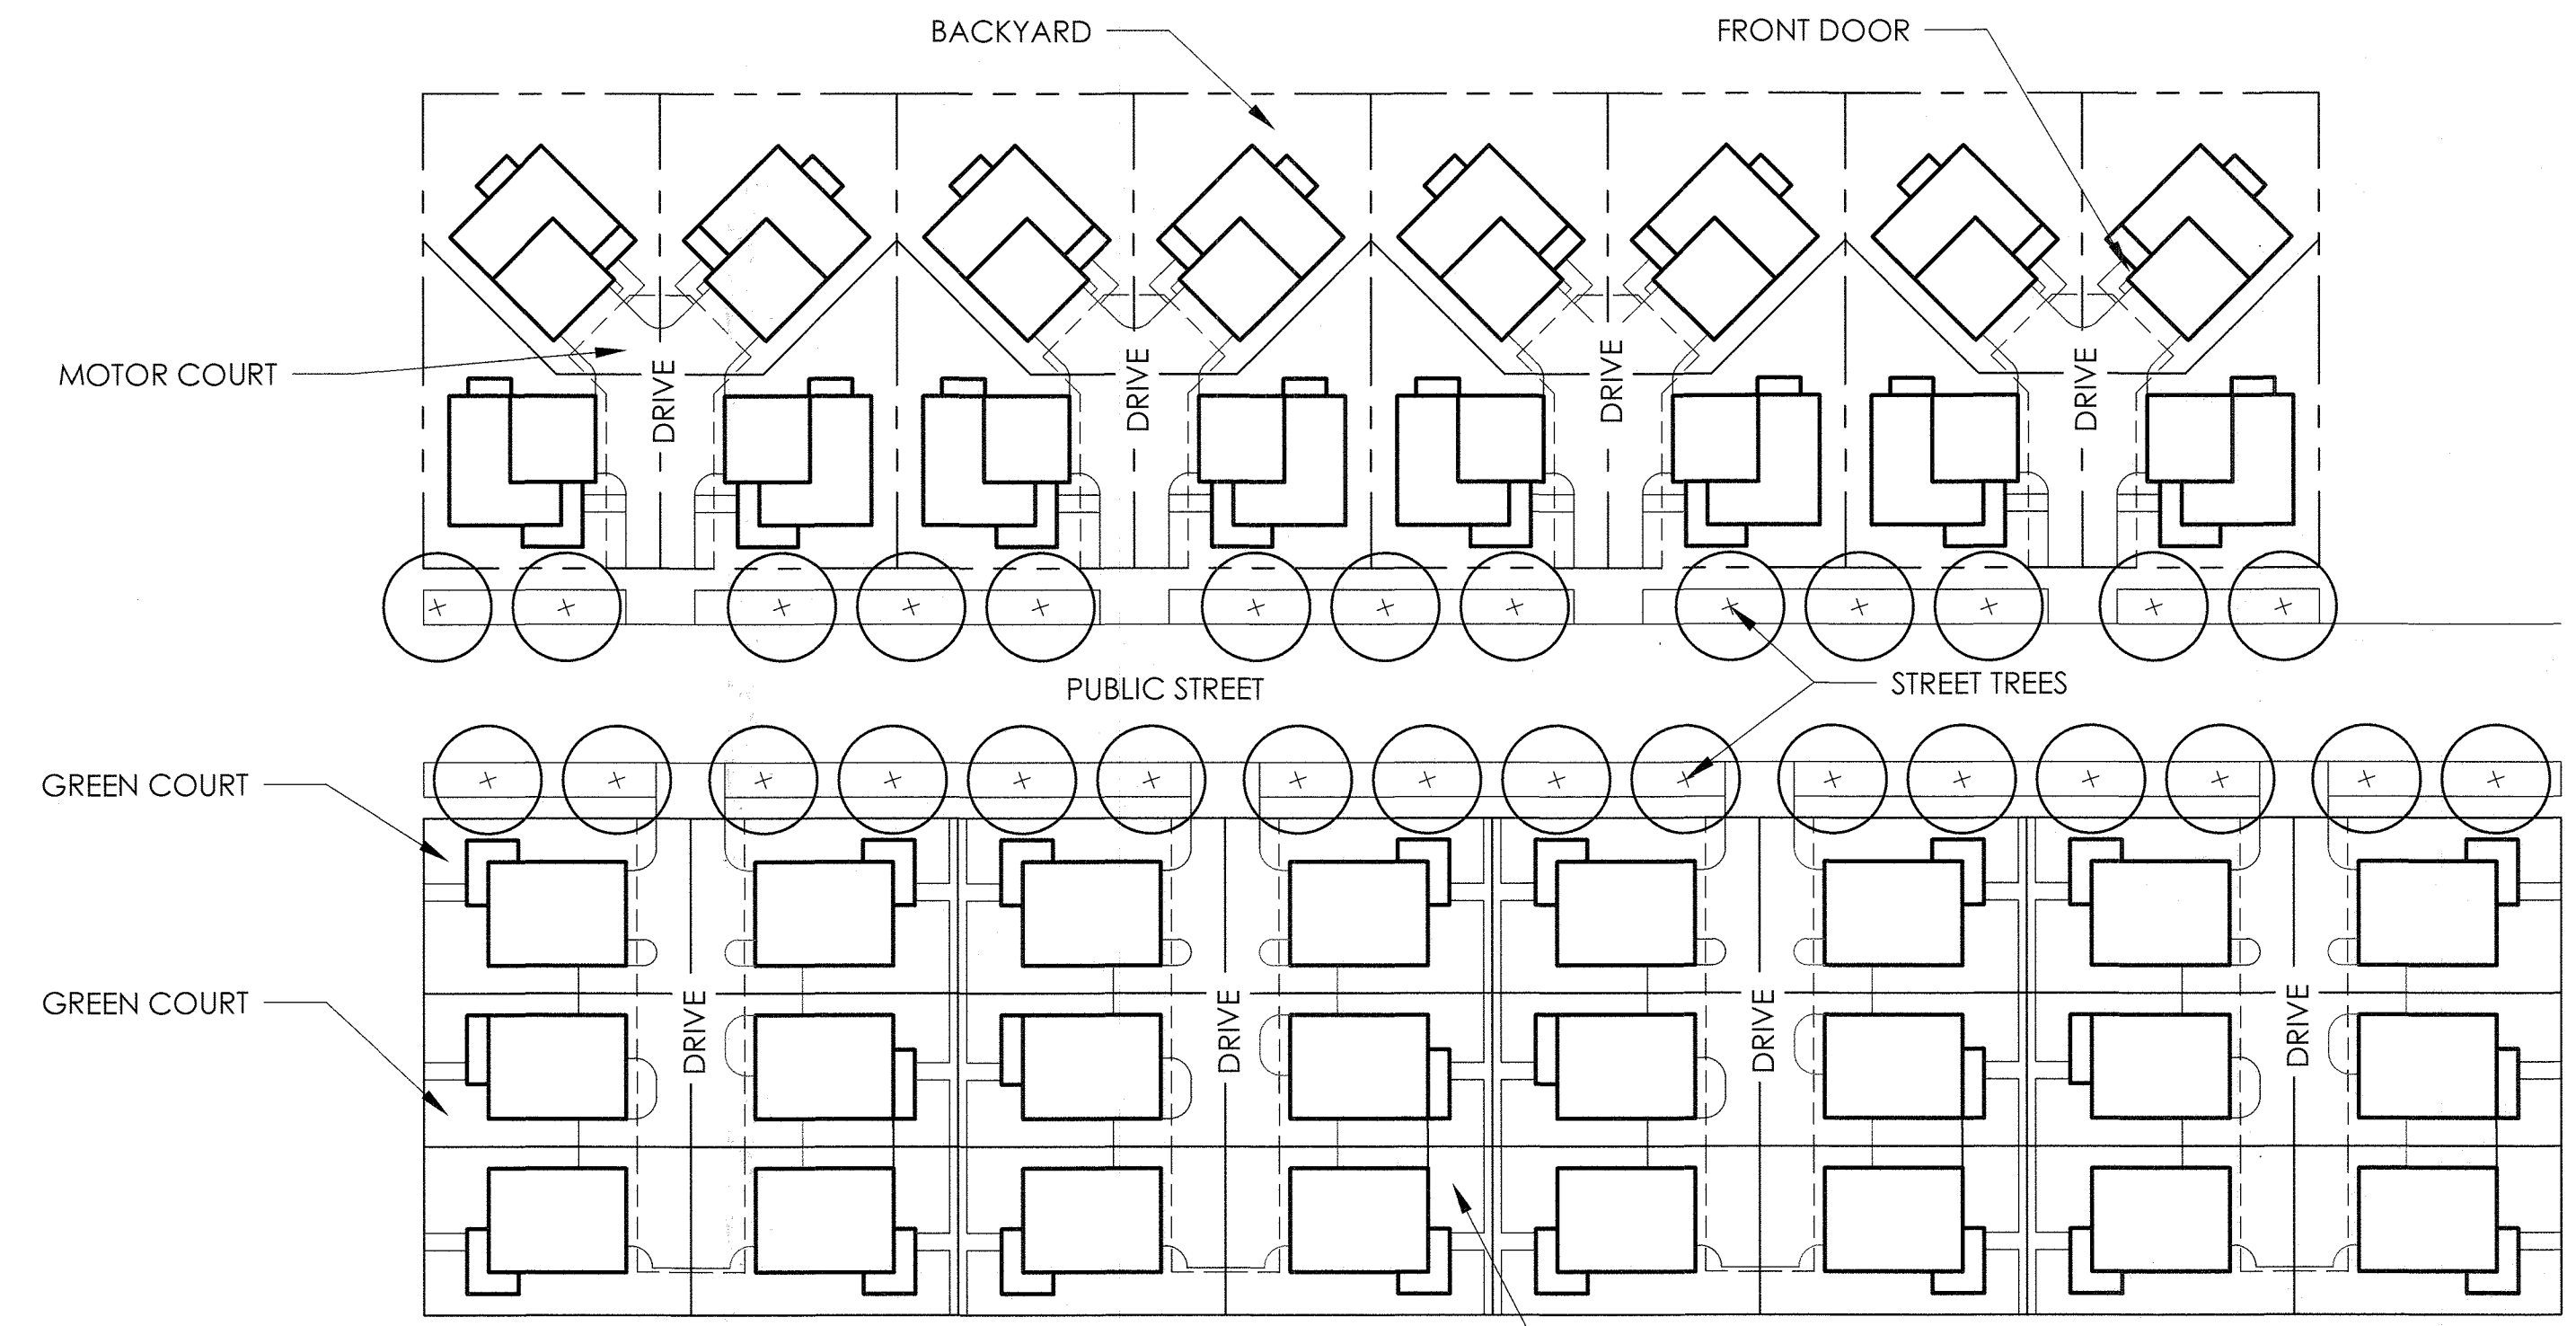 BACKYARD
FRONT DOOR
MOTOR COURT
DRIVE
DRIVE
DRIVE
DRIVE
PUBLIC STREET
STREET TREES
GREEN COURT
GREEN COURT
DRIVE
DRIVE
DRIVE
DRIVE